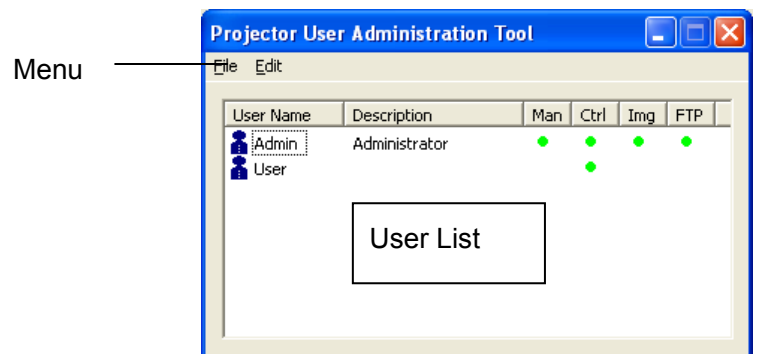 Projector User Administration Tool
Menu
File Edit
User Name Description Man Ctrl Img FTP
Admin Administrator
User
User List